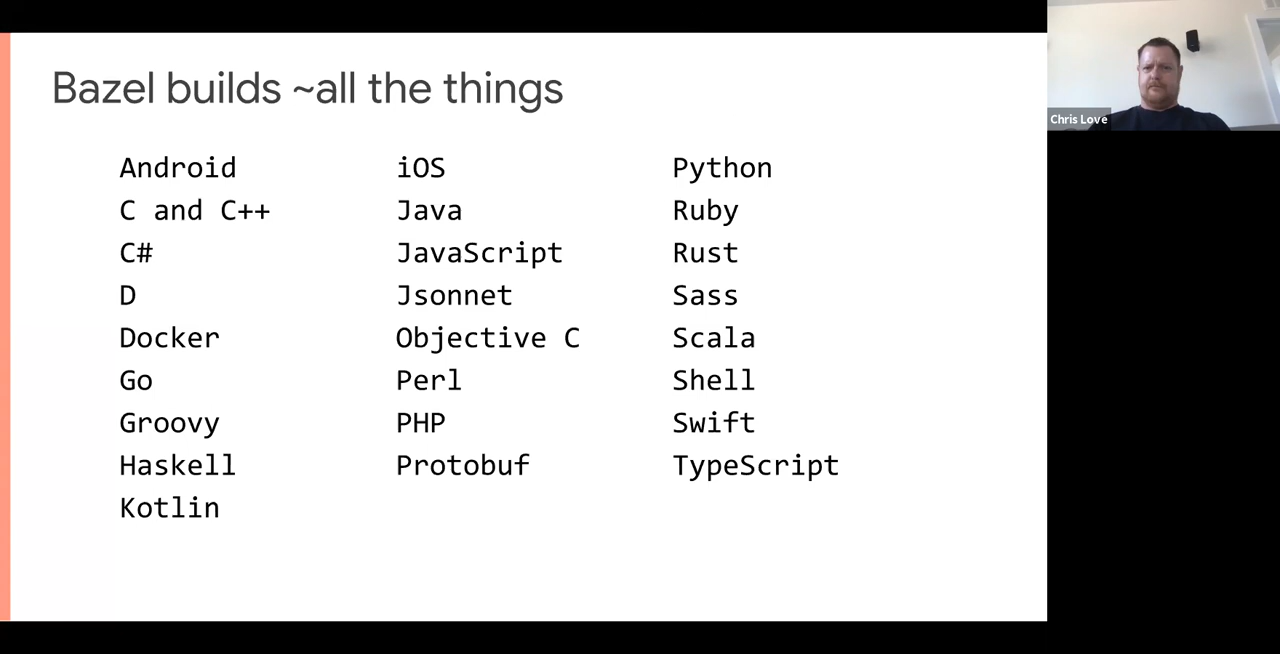 Bazel builds ~all the things
Android
C and C++
C#
D
Docker
Go
Groovy
Haskell
Kotlin
iOS
Java
JavaScript
Jsonnet
Objective C
Perl
PHP
Protobuf
Python
Ruby
Rust
Sass
Scala
Shell
Swift
TypeScript
Chris Love